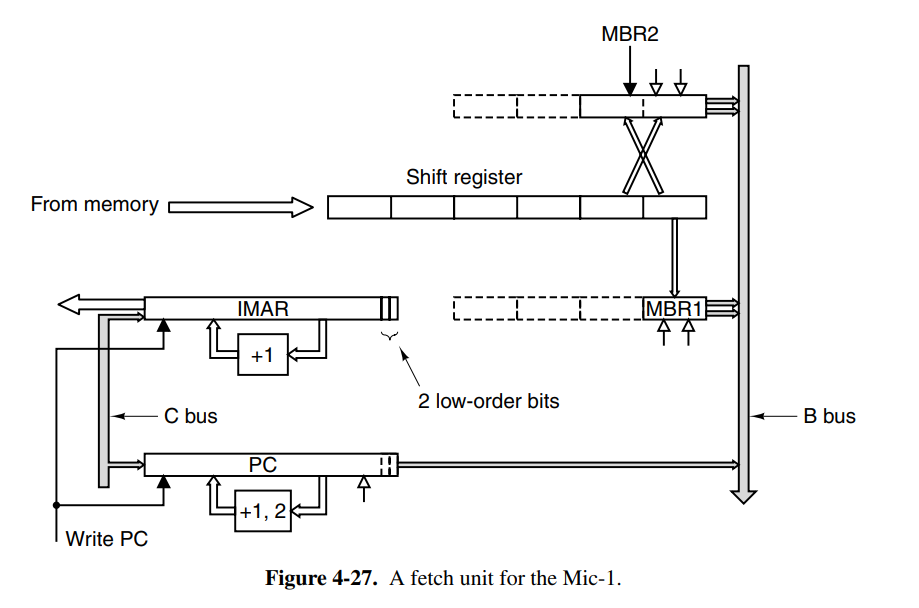 MBR2
Shift register
From memory
IMAR
MBR1
+1
2 low-order bits
C bus
B bus
PC
+1, 2
Write PC
Figure 4-27. A fetch unit for the Mic-1.